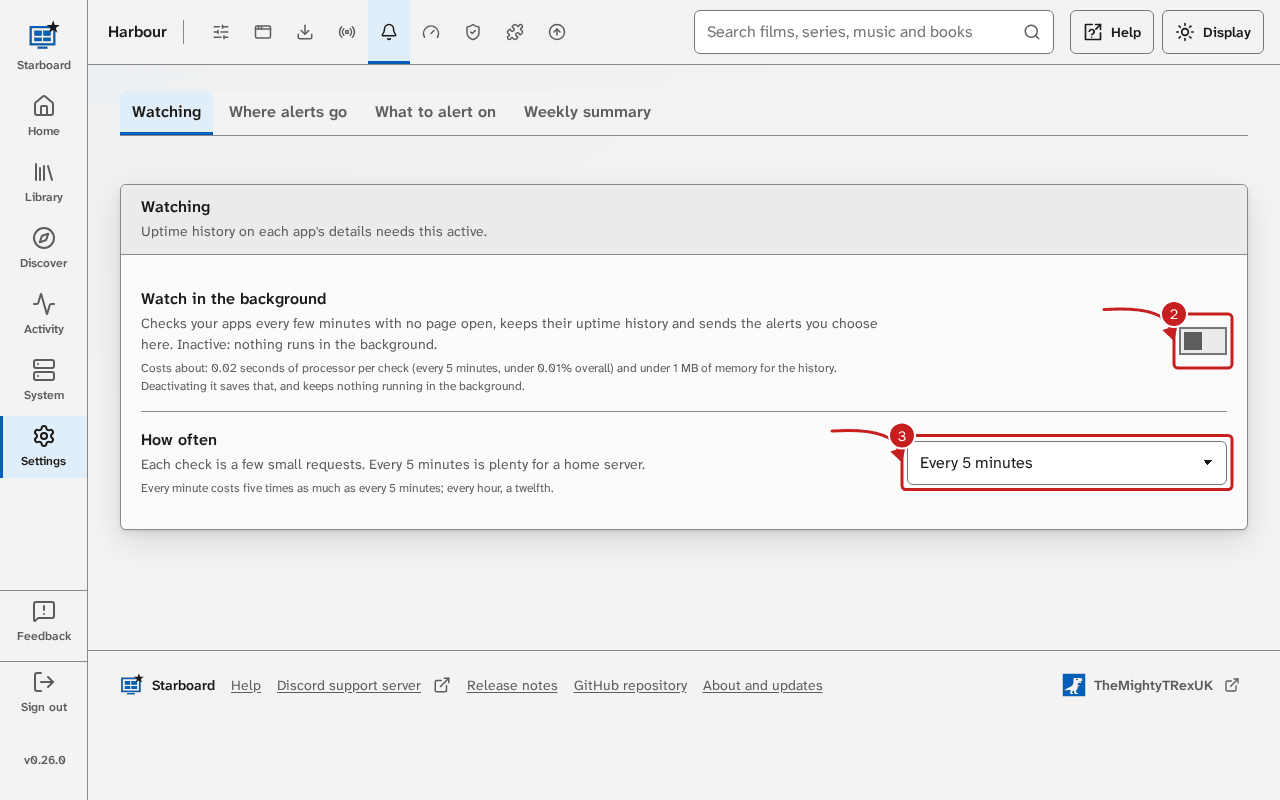 Starboard
Home
Library
Discover
Activity
System
Settings
Feedback
Sign out
v0.26.0
Harbour
Search films, series, music and books
Help
Display
Watching
Where alerts go
What to alert on
Weekly summary
Watching
Uptime history on each app's details needs this active.
Watch in the background
Checks your apps every few minutes with no page open, keeps their uptime history and sends the alerts you choose
here. Inactive: nothing runs in the background.
Costs about: 0.02 seconds of processor per check (every 5 minutes, under 0.01% overall) and under 1 MB of memory for the history.
Deactivating it saves that, and keeps nothing running in the background.
2
How often
Each check is a few small requests. Every 5 minutes is plenty for a home server.
Every minute costs five times as much as every 5 minutes; every hour, a twelfth.
3
Every 5 minutes
Starboard
Help
Discord support server
Release notes
GitHub repository
About and updates
TheMightyTRexUK